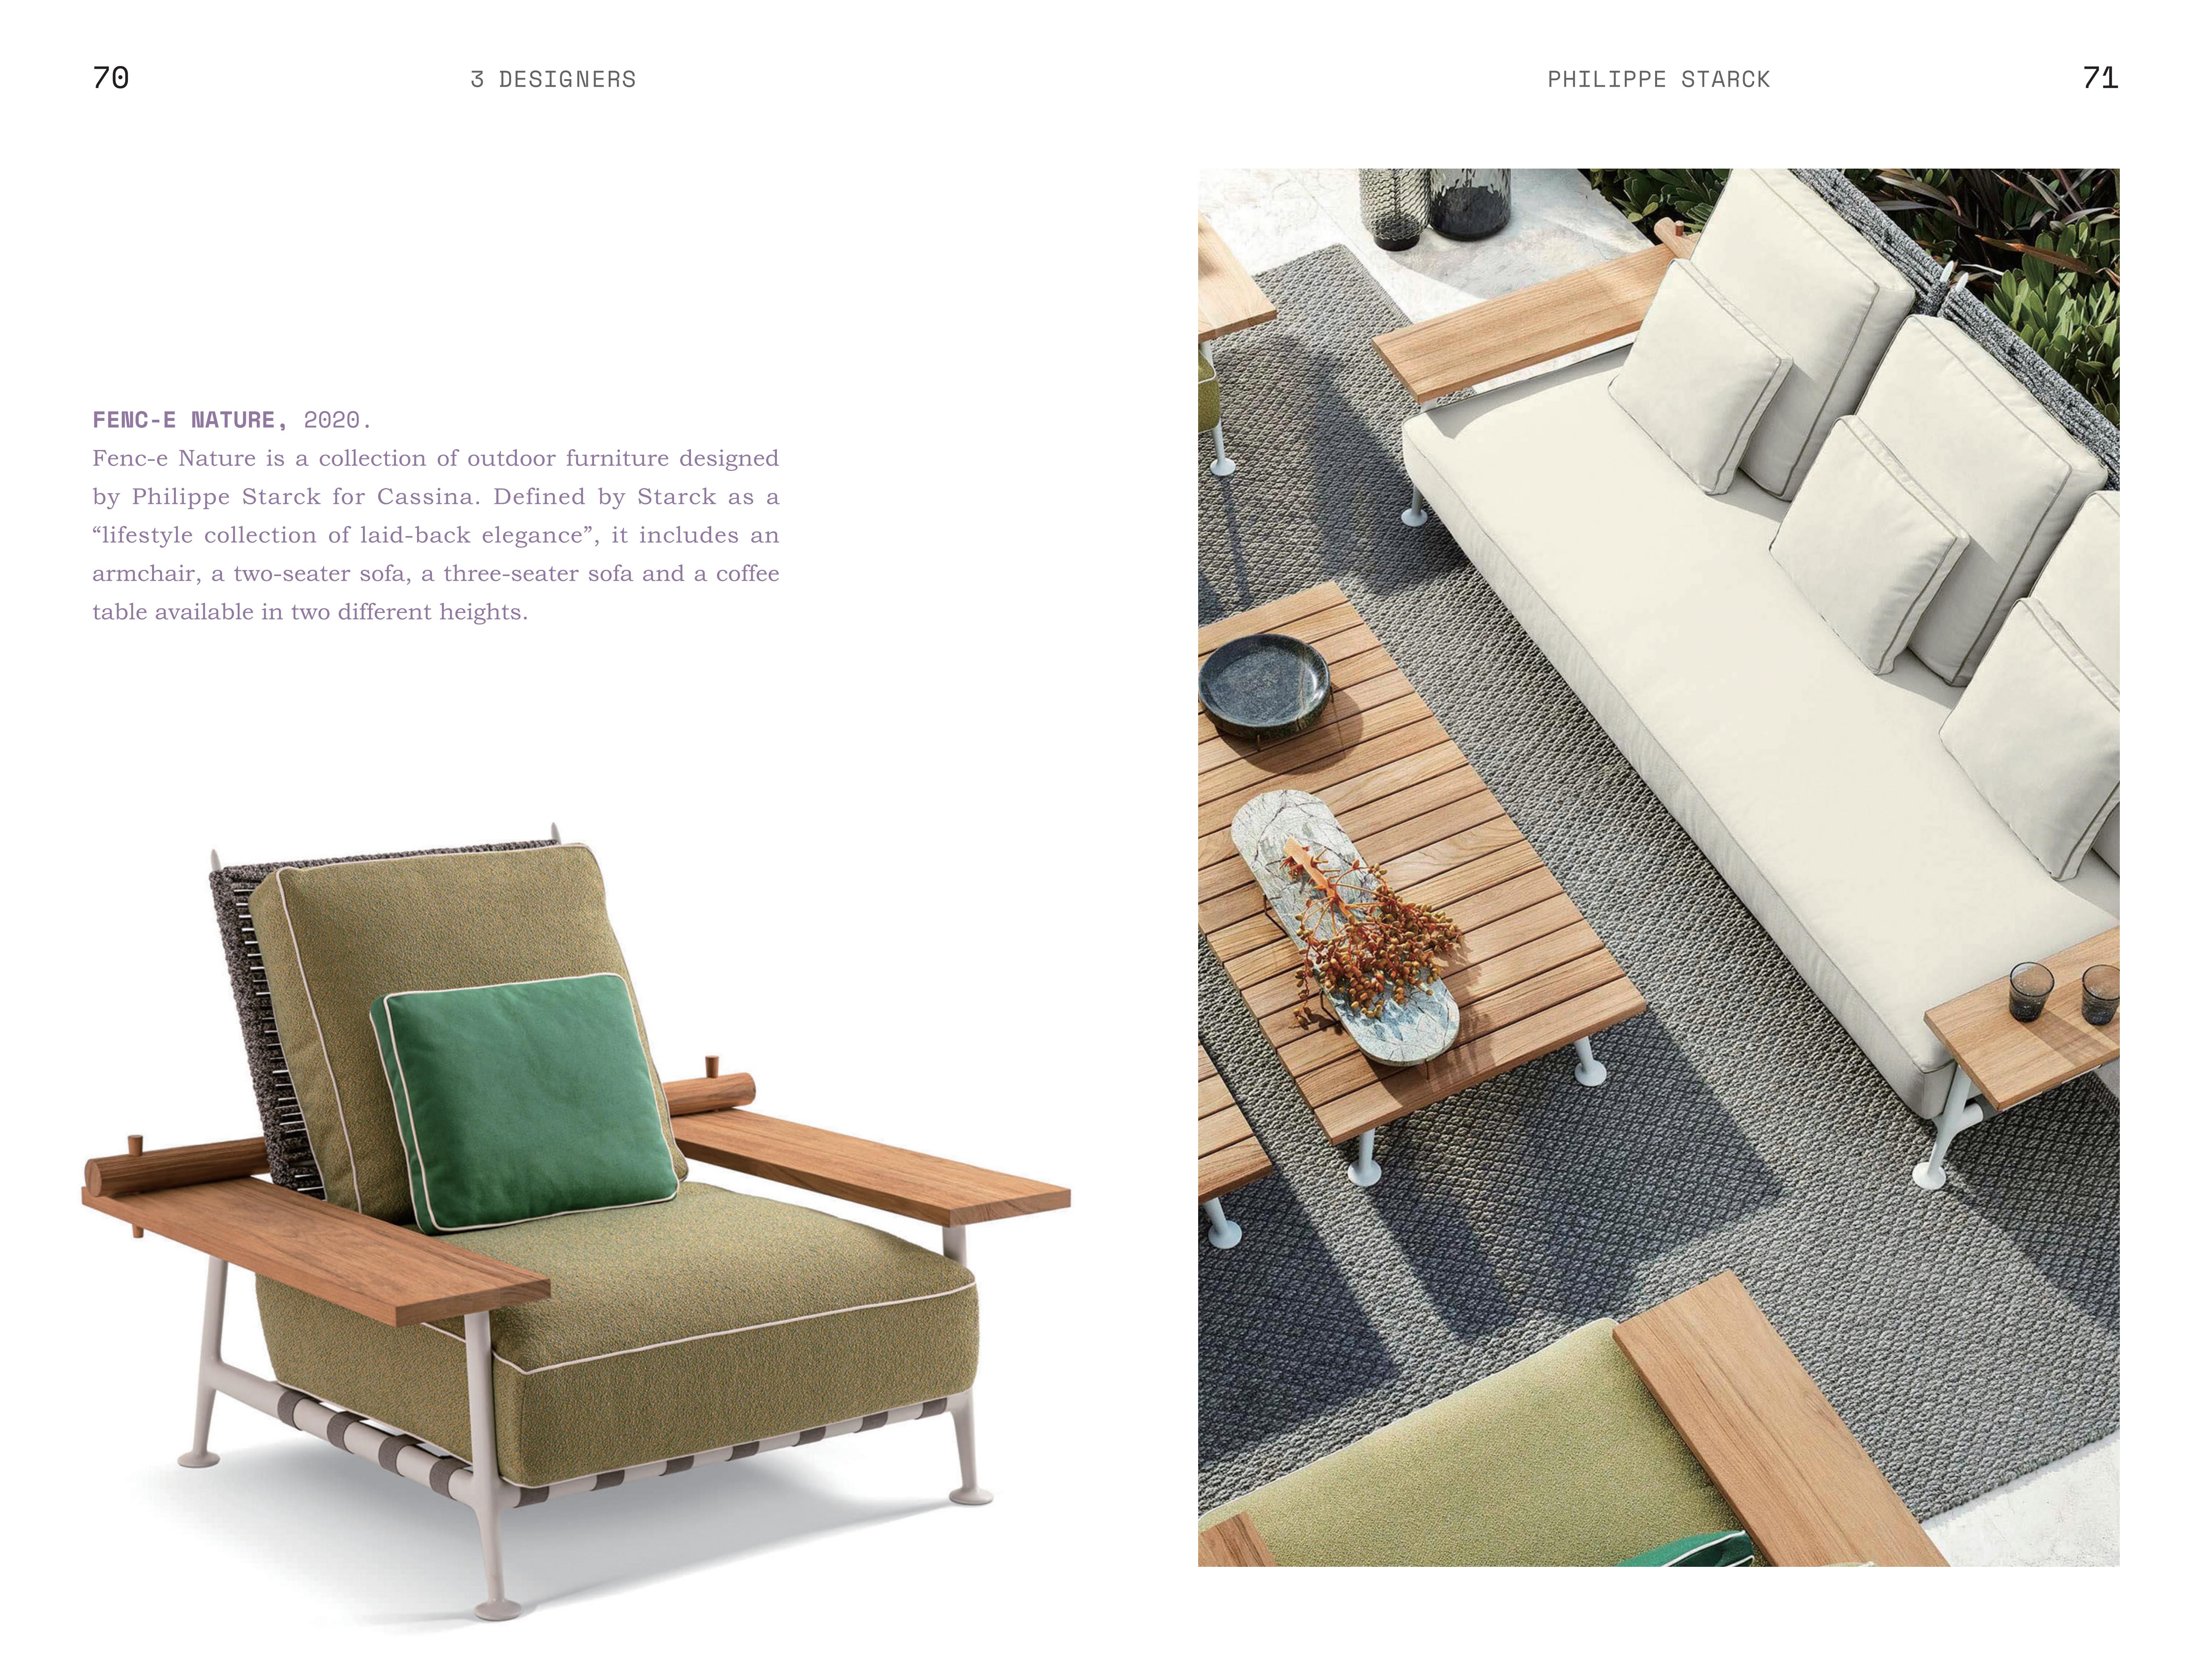 70
3 DESIGNERS
PHILIPPE STARCK
71
FENC-E NATURE, 2020.
Fenc-e Nature is a collection of outdoor furniture designed
by Philippe Starck for Cassina. Defined by Starck as a
“lifestyle collection of laid-back elegance”, it includes an
armchair, a two-seater sofa, a three-seater sofa and a coffee
table available in two different heights.